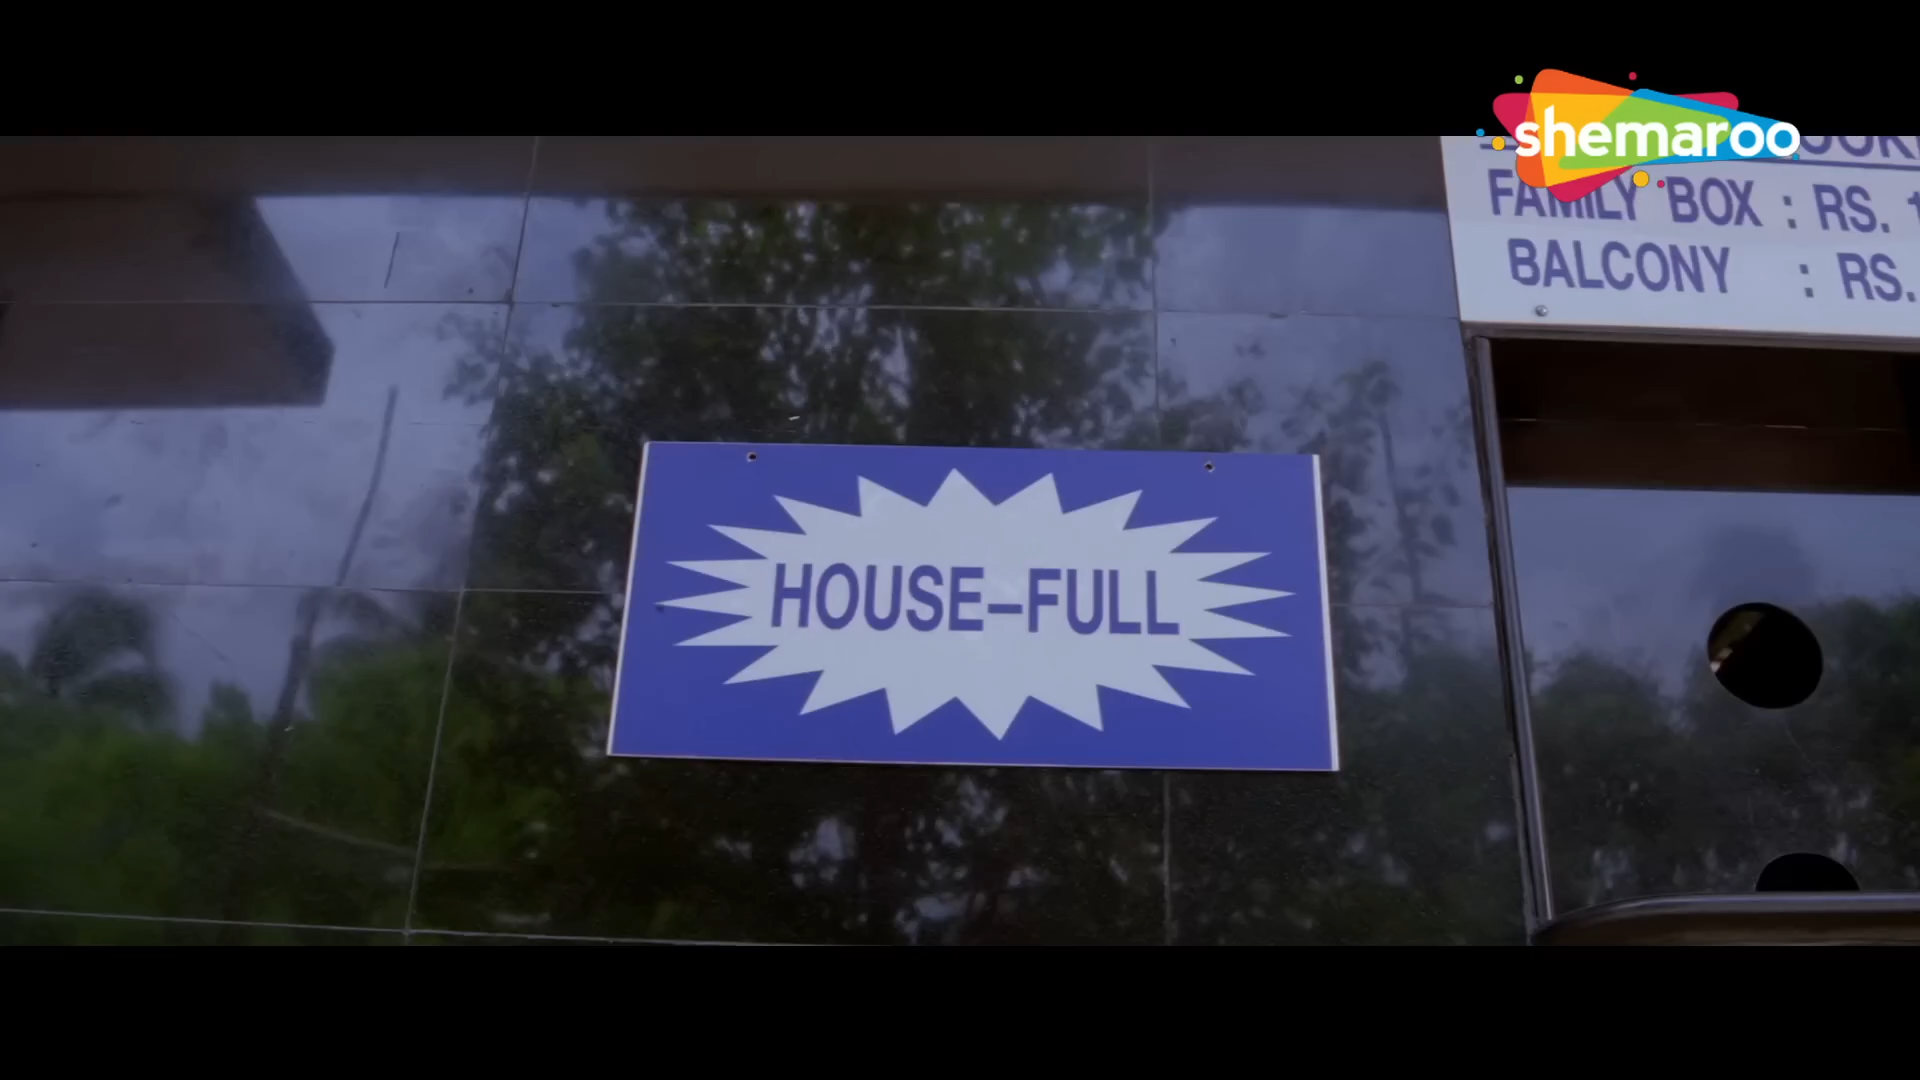 shemaroo
FAMILY BOX : RS.
BALCONY : RS.
HOUSE–FULL